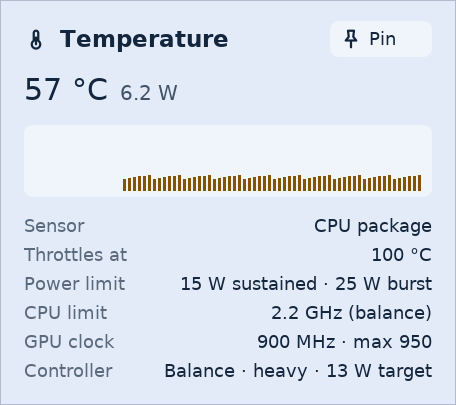 Temperature
Pin
57 °C 6.2 W
Sensor CPU package
Throttles at 100 °C
Power limit 15 W sustained · 25 W burst
CPU limit 2.2 GHz (balance)
GPU clock 900 MHz · max 950
Controller Balance · heavy · 13 W target